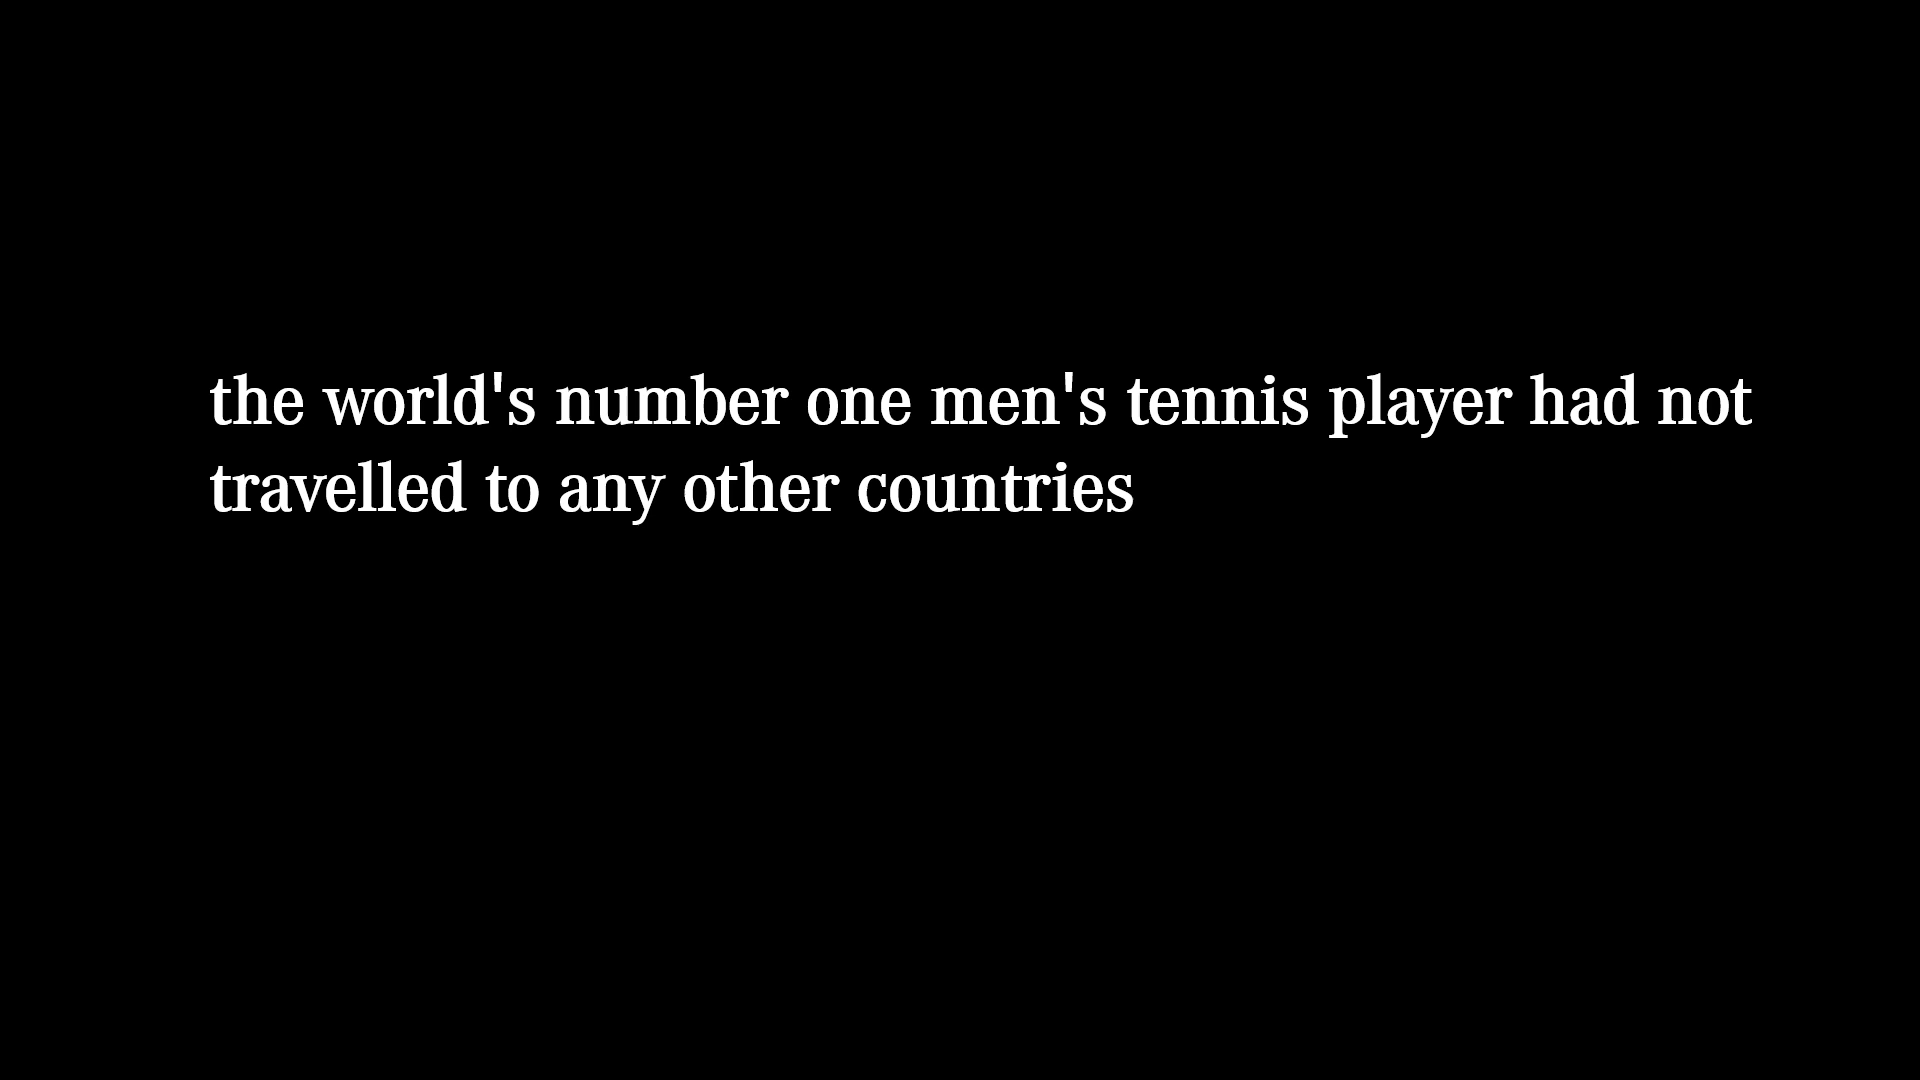 the world's number one men's tennis player had not
travelled to any other countries